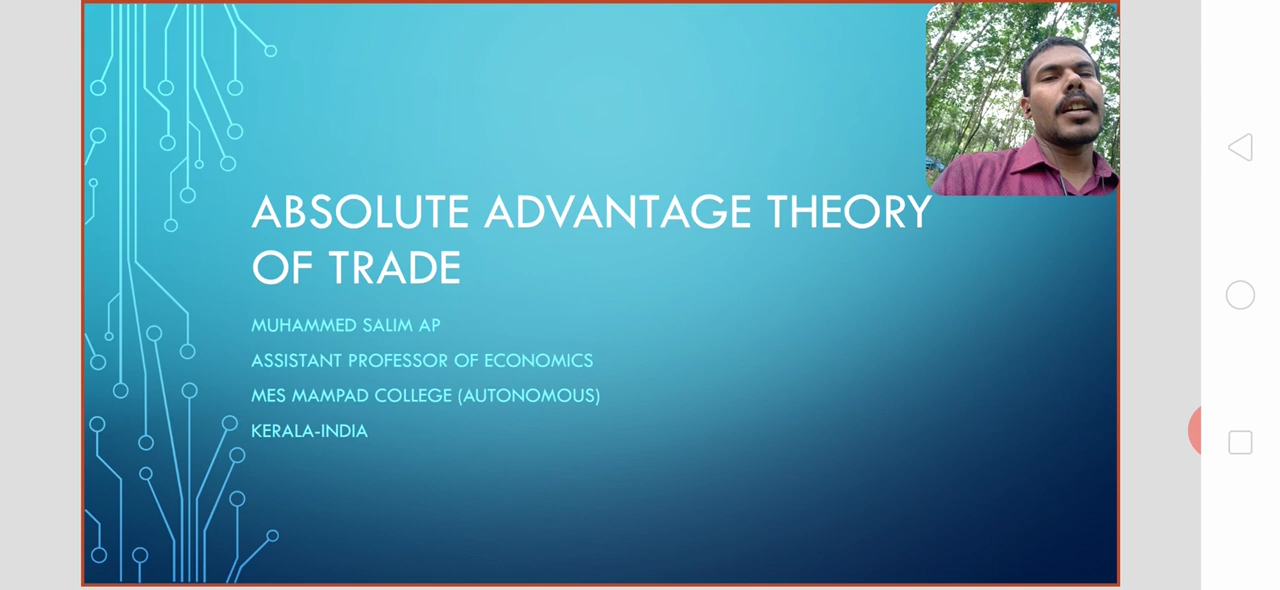 ABSOLUTE ADVANTAGE THEORY
OF TRADE
MUHAMMED SALIM AP
ASSISTANT PROFESSOR OF ECONOMICS
MES MAMPAD COLLEGE (AUTONOMOUS)
KERALA-INDIA